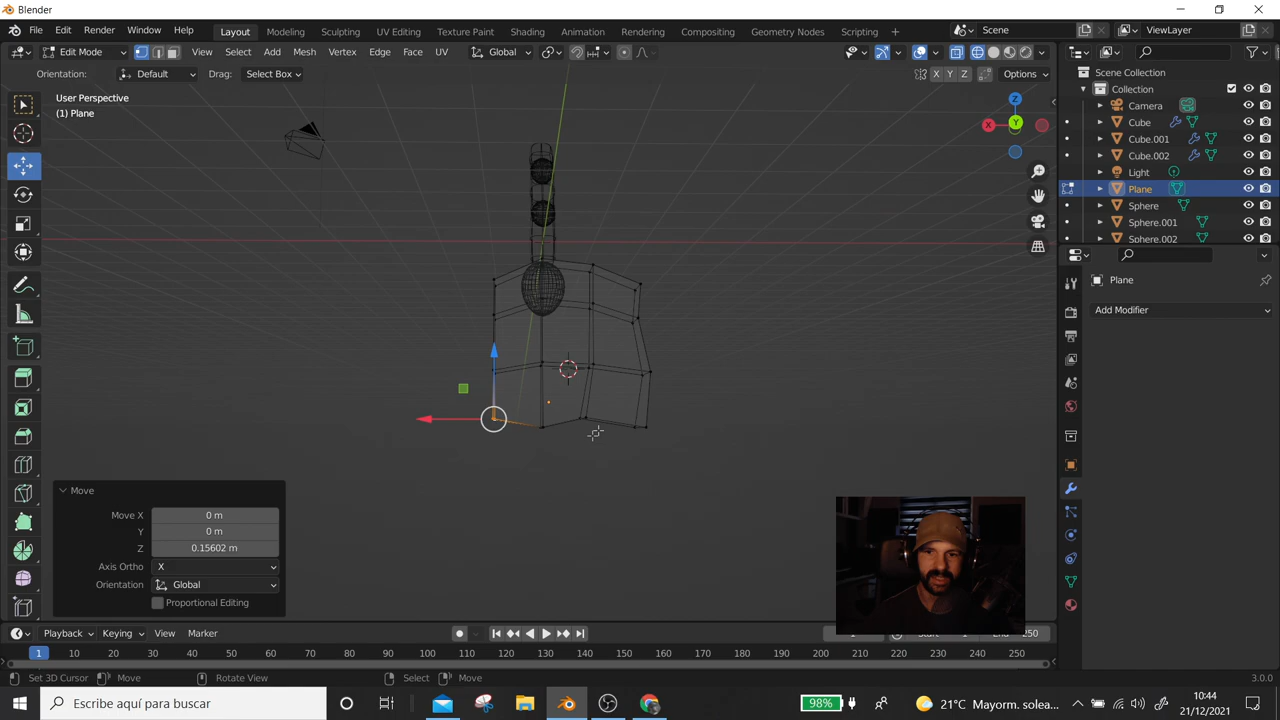 Blender
File Edit Render Window Help Layout Modeling Sculpting UV Editing Texture Paint Shading Animation Rendering Compositing Geometry Nodes Scripting + Scene ViewLayer
Edit Mode View Select Add Mesh Vertex Edge Face UV Global
Orientation: Default Drag: Select Box X Y Z Options
Scene Collection
Collection
Camera
Cube
Cube.001
Cube.002
Light
Plane
Sphere
Sphere.001
Sphere.002
User Perspective
(1) Plane
Z
Y
Plane
Add Modifier
Move
Move X 0 m
Y 0 m
Z 0.15602 m
Axis Ortho X
Orientation Global
Proportional Editing
Playback Keying View Marker 1 Start 1 End 250
1 10 20 30 40 50 60 70 80 90 100 110 120 130 140 150 160 170 180 190 200 210 220 230 240 250
Set 3D Cursor Move Rotate View Select Move 3.0.0
Escribe aquí para buscar 98% 21°C Mayorm. solea... 10:44
21/12/2021